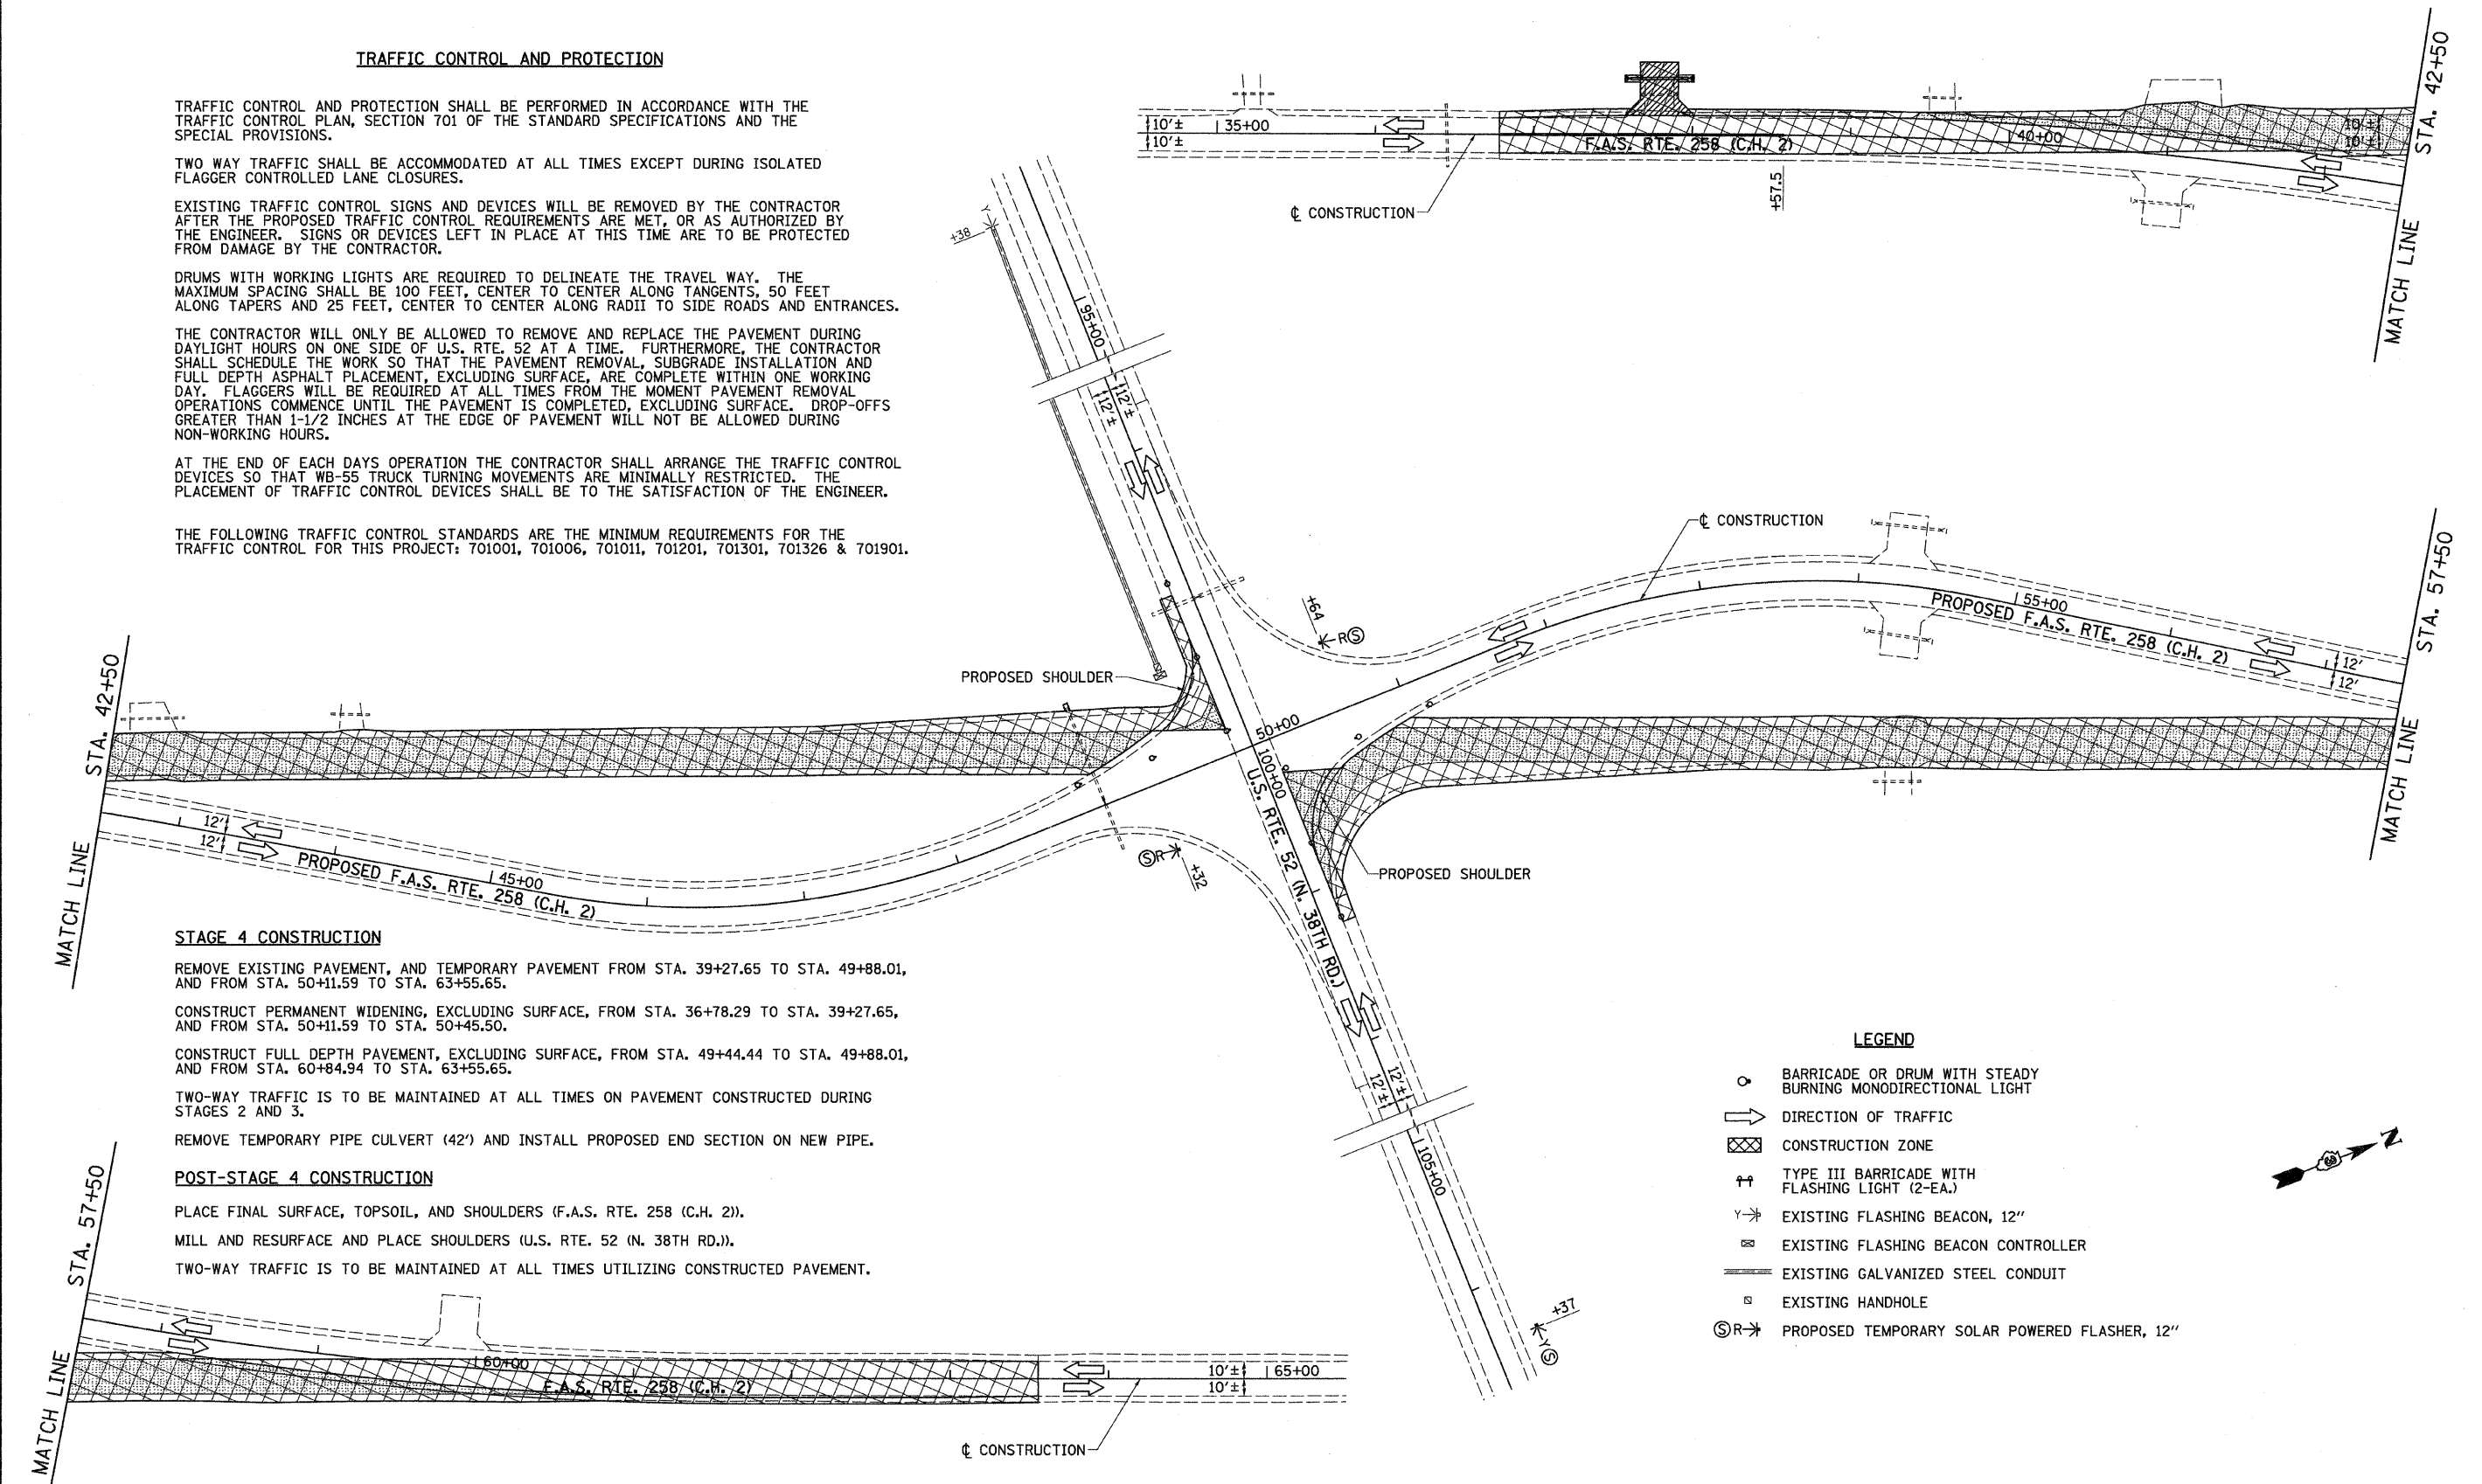 TRAFFIC CONTROL AND PROTECTION
TRAFFIC CONTROL AND PROTECTION SHALL BE PERFORMED IN ACCORDANCE WITH THE
TRAFFIC CONTROL PLAN, SECTION 701 OF THE STANDARD SPECIFICATIONS AND THE
SPECIAL PROVISIONS.
TWO WAY TRAFFIC SHALL BE ACCOMMODATED AT ALL TIMES EXCEPT DURING ISOLATED
FLAGGER CONTROLLED LANE CLOSURES.
EXISTING TRAFFIC CONTROL SIGNS AND DEVICES WILL BE REMOVED BY THE CONTRACTOR
AFTER THE PROPOSED TRAFFIC CONTROL REQUIREMENTS ARE MET, OR AS AUTHORIZED BY
THE ENGINEER. SIGNS OR DEVICES LEFT IN PLACE AT THIS TIME ARE TO BE PROTECTED
FROM DAMAGE BY THE CONTRACTOR.
DRUMS WITH WORKING LIGHTS ARE REQUIRED TO DELINEATE THE TRAVEL WAY. THE
MAXIMUM SPACING SHALL BE 100 FEET, CENTER TO CENTER ALONG TANGENTS, 50 FEET
ALONG TAPERS AND 25 FEET, CENTER TO CENTER ALONG RADII TO SIDE ROADS AND ENTRANCES.
THE CONTRACTOR WILL ONLY BE ALLOWED TO REMOVE AND REPLACE THE PAVEMENT DURING
DAYLIGHT HOURS ON ONE SIDE OF U.S. RTE. 52 AT A TIME. FURTHERMORE, THE CONTRACTOR
SHALL SCHEDULE THE WORK SO THAT THE PAVEMENT REMOVAL, SUBGRADE INSTALLATION AND
FULL DEPTH ASPHALT PLACEMENT, EXCLUDING SURFACE, ARE COMPLETE WITHIN ONE WORKING
DAY. FLAGGERS WILL BE REQUIRED AT ALL TIMES FROM THE MOMENT PAVEMENT REMOVAL
OPERATIONS COMMENCE UNTIL THE PAVEMENT IS COMPLETED, EXCLUDING SURFACE. DROP-OFFS
GREATER THAN 1-1/2 INCHES AT THE EDGE OF PAVEMENT WILL NOT BE ALLOWED DURING
NON-WORKING HOURS.
AT THE END OF EACH DAYS OPERATION THE CONTRACTOR SHALL ARRANGE THE TRAFFIC CONTROL
DEVICES SO THAT WB-55 TRUCK TURNING MOVEMENTS ARE MINIMALLY RESTRICTED. THE
PLACEMENT OF TRAFFIC CONTROL DEVICES SHALL BE TO THE SATISFACTION OF THE ENGINEER.
THE FOLLOWING TRAFFIC CONTROL STANDARDS ARE THE MINIMUM REQUIREMENTS FOR THE
TRAFFIC CONTROL FOR THIS PROJECT: 701001, 701006, 701011, 701201, 701301, 701326 & 701901.
10'±
10'±
35+00
F.A.S. RTE. 258 (C.H. 2)
40+00
10'±
10'±
+57.5
℄ CONSTRUCTION
STA. 42+50
MATCH LINE
Y
+38
95+00
12'±
12'±
+64
R Ⓢ
℄ CONSTRUCTION
PROPOSED SHOULDER
50+00
100+00
U.S. RTE. 52 (N. 38TH RD.)
55+00
PROPOSED F.A.S. RTE. 258 (C.H. 2)
12'
12'
STA. 57+50
MATCH LINE
STA. 42+50
MATCH LINE
12'
12'
PROPOSED F.A.S. RTE. 258 (C.H. 2)
45+00
Ⓢ R
+32
PROPOSED SHOULDER
12'±
12'±
105+00
+37
Y Ⓢ
STAGE 4 CONSTRUCTION
REMOVE EXISTING PAVEMENT, AND TEMPORARY PAVEMENT FROM STA. 39+27.65 TO STA. 49+88.01,
AND FROM STA. 50+11.59 TO STA. 63+55.65.
CONSTRUCT PERMANENT WIDENING, EXCLUDING SURFACE, FROM STA. 36+78.29 TO STA. 39+27.65,
AND FROM STA. 50+11.59 TO STA. 50+45.50.
CONSTRUCT FULL DEPTH PAVEMENT, EXCLUDING SURFACE, FROM STA. 49+44.44 TO STA. 49+88.01,
AND FROM STA. 60+84.94 TO STA. 63+55.65.
TWO-WAY TRAFFIC IS TO BE MAINTAINED AT ALL TIMES ON PAVEMENT CONSTRUCTED DURING
STAGES 2 AND 3.
REMOVE TEMPORARY PIPE CULVERT (42') AND INSTALL PROPOSED END SECTION ON NEW PIPE.
POST-STAGE 4 CONSTRUCTION
PLACE FINAL SURFACE, TOPSOIL, AND SHOULDERS (F.A.S. RTE. 258 (C.H. 2)).
MILL AND RESURFACE AND PLACE SHOULDERS (U.S. RTE. 52 (N. 38TH RD.)).
TWO-WAY TRAFFIC IS TO BE MAINTAINED AT ALL TIMES UTILIZING CONSTRUCTED PAVEMENT.
STA. 57+50
MATCH LINE
60+00
F.A.S. RTE. 258 (C.H. 2)
10'±
10'±
65+00
℄ CONSTRUCTION
LEGEND
BARRICADE OR DRUM WITH STEADY
BURNING MONODIRECTIONAL LIGHT
DIRECTION OF TRAFFIC
CONSTRUCTION ZONE
TYPE III BARRICADE WITH
FLASHING LIGHT (2-EA.)
Y EXISTING FLASHING BEACON, 12"
EXISTING FLASHING BEACON CONTROLLER
EXISTING GALVANIZED STEEL CONDUIT
EXISTING HANDHOLE
Ⓢ R PROPOSED TEMPORARY SOLAR POWERED FLASHER, 12"
N